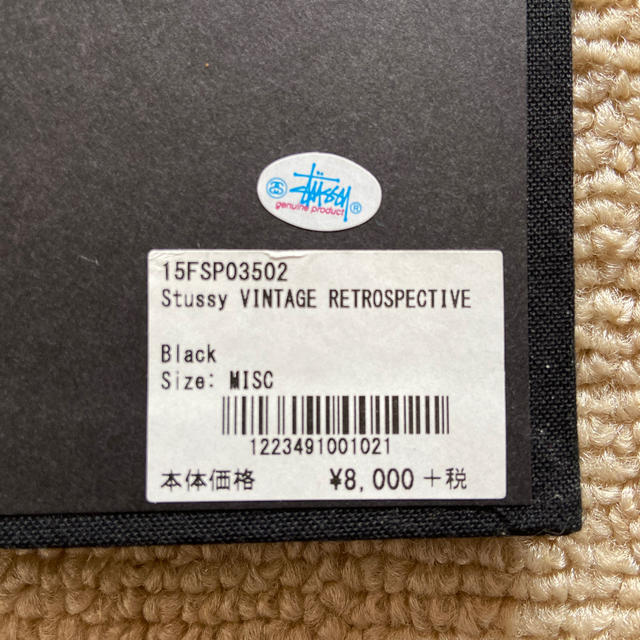 Stüssy ®
genuine product
15FSP03502
Stussy VINTAGE RETROSPECTIVE
Black
Size: MISC
1223491001021
本体価格 ¥8,000 +税